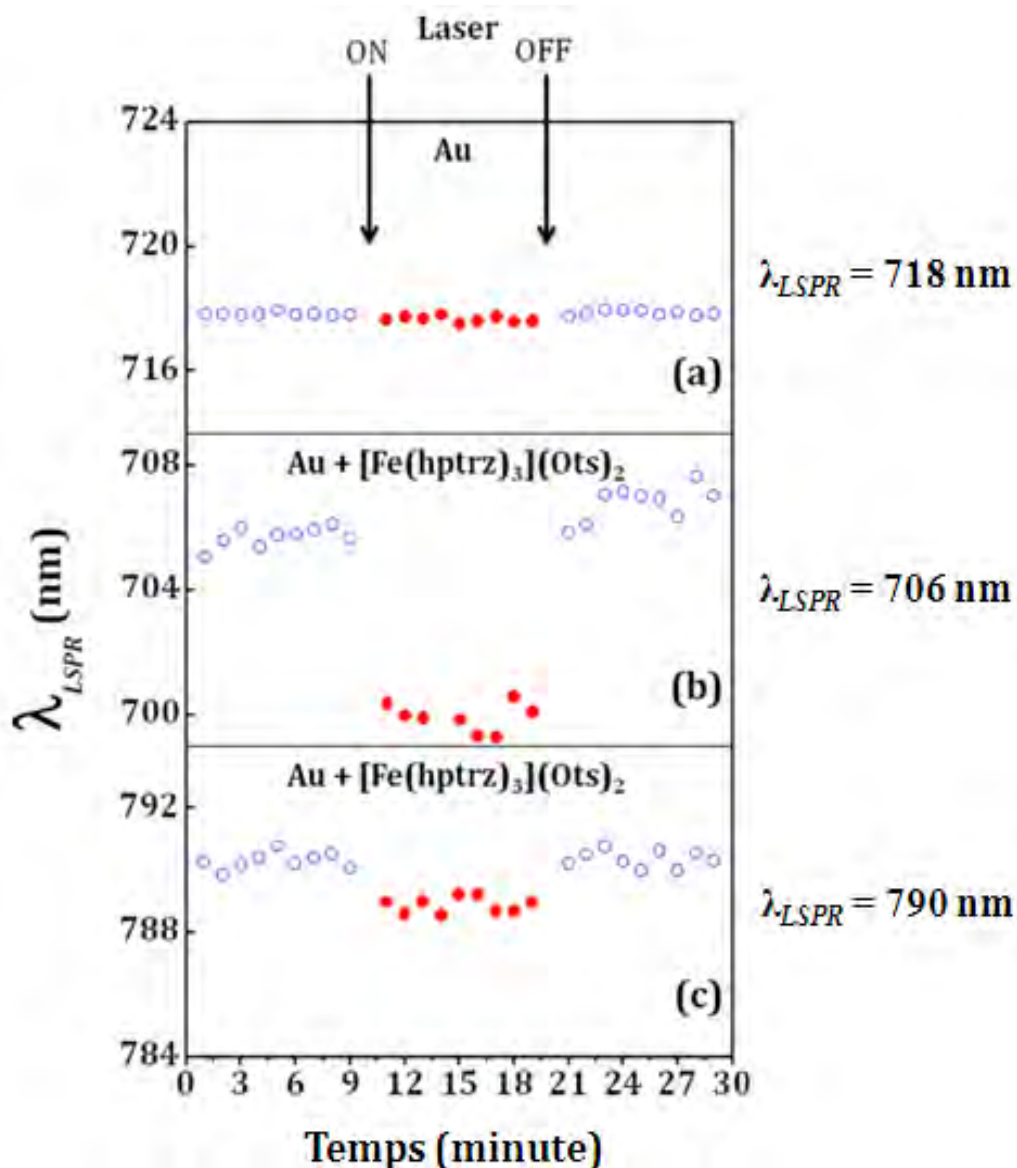 Laser
ON OFF
724
Au
720
λLSPR = 718 nm
716
(a)
Au + [Fe(hptrz)₃](Ots)₂
708
704
λLSPR = 706 nm
(b)
700
Au + [Fe(hptrz)₃](Ots)₂
792
788
λLSPR = 790 nm
(c)
784
0 3 6 9 12 15 18 21 24 27 30
Temps (minute)
λLSPR (nm)